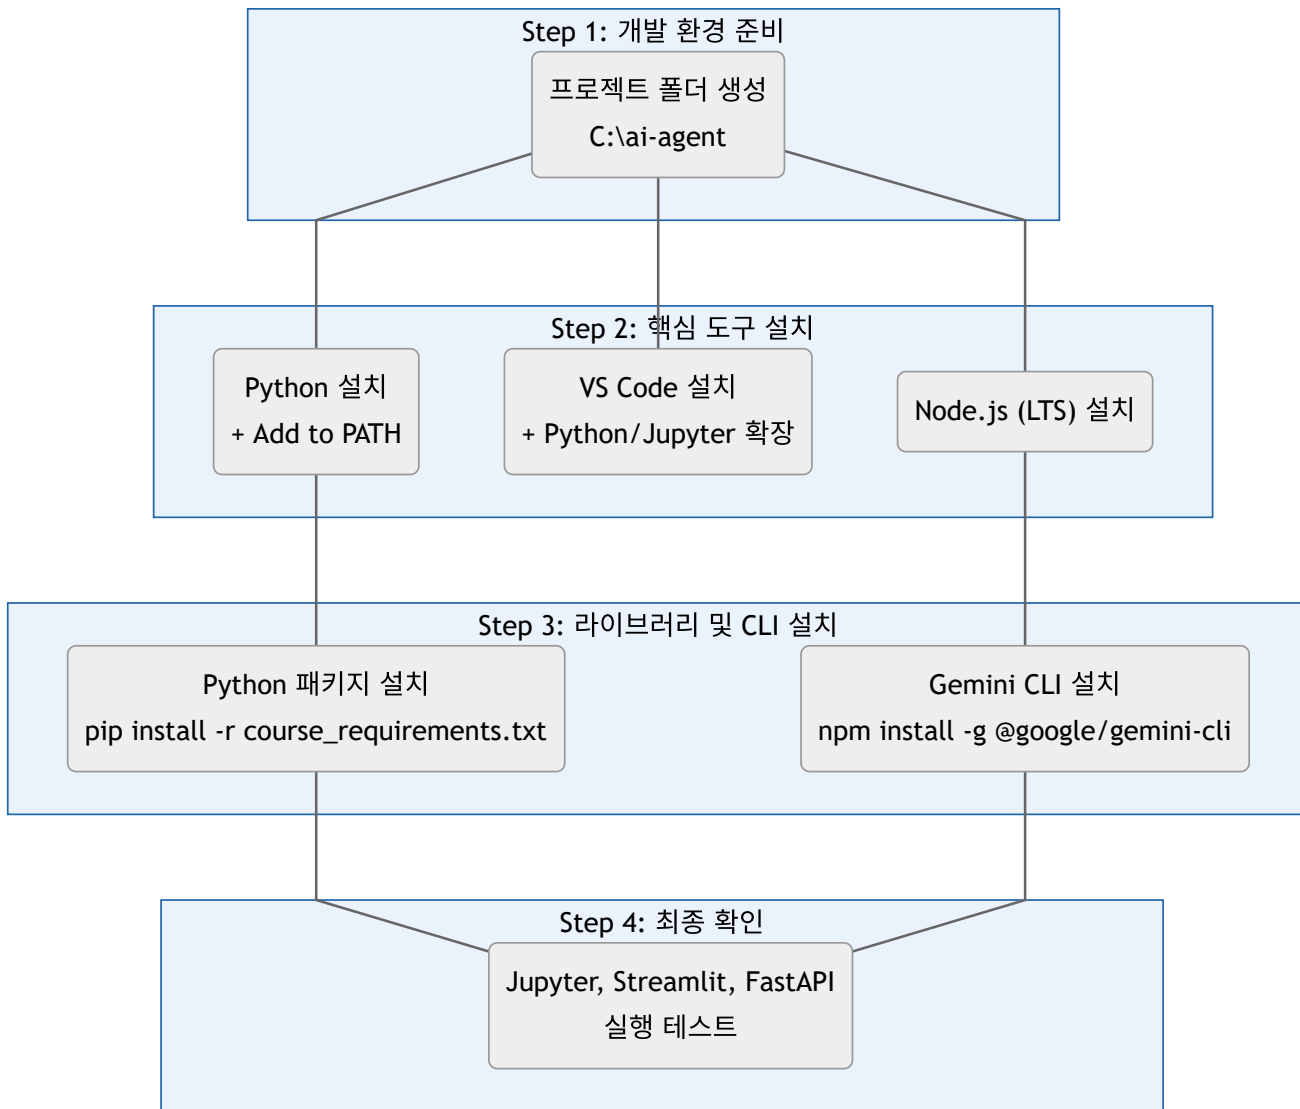 Step 1: 개발 환경 준비
프로젝트 폴더 생성
C:\ai-agent
Step 2: 핵심 도구 설치
Python 설치
+ Add to PATH
VS Code 설치
+ Python/Jupyter 확장
Node.js (LTS) 설치
Step 3: 라이브러리 및 CLI 설치
Python 패키지 설치
pip install -r course_requirements.txt
Gemini CLI 설치
npm install -g @google/gemini-cli
Step 4: 최종 확인
Jupyter, Streamlit, FastAPI
실행 테스트